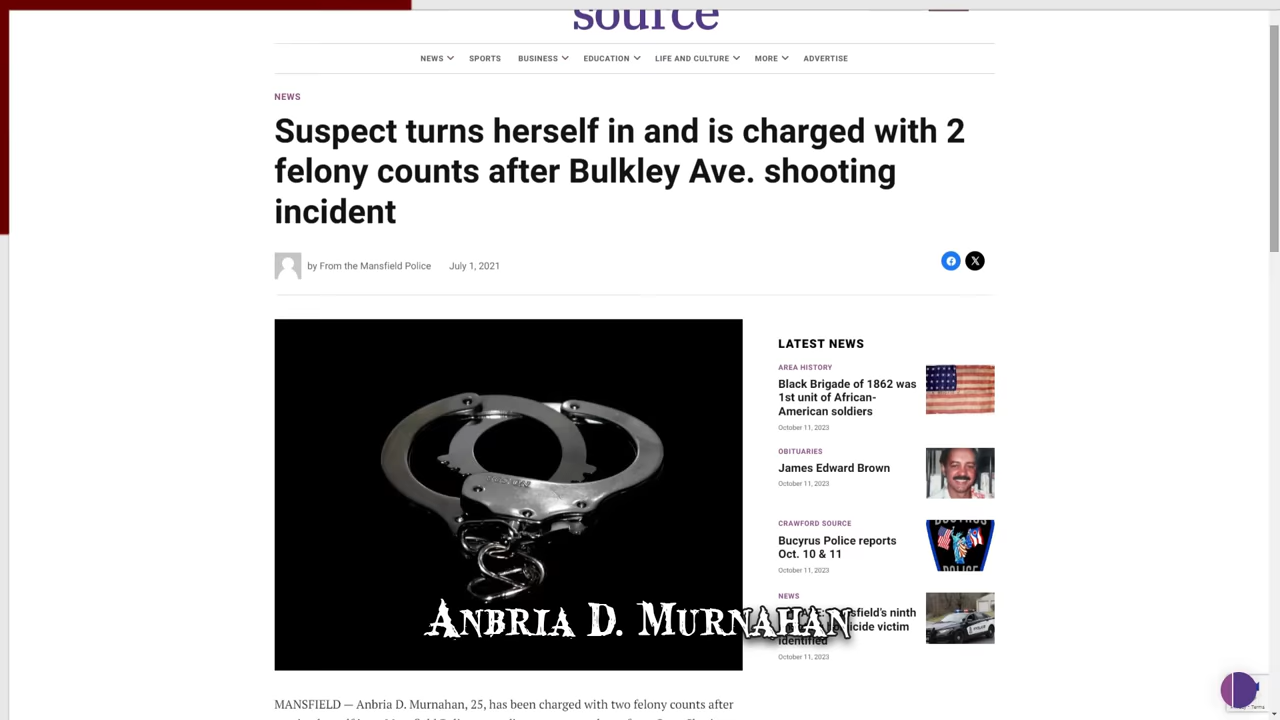 source
NEWS SPORTS BUSINESS EDUCATION LIFE AND CULTURE MORE ADVERTISE
NEWS
Suspect turns herself in and is charged with 2
felony counts after Bulkley Ave. shooting
incident
by From the Mansfield Police July 1, 2021
LATEST NEWS
AREA HISTORY
Black Brigade of 1862 was
1st unit of African-
American soldiers
October 11, 2023
OBITUARIES
James Edward Brown
October 11, 2023
CRAWFORD SOURCE
Bucyrus Police reports
Oct. 10 & 11
October 11, 2023
POLICE
NEWS
ninth
victim
identified
October 11, 2023
ANBRIA D. MURNAHAN
MANSFIELD — Anbria D. Murnahan, 25, has been charged with two felony counts after